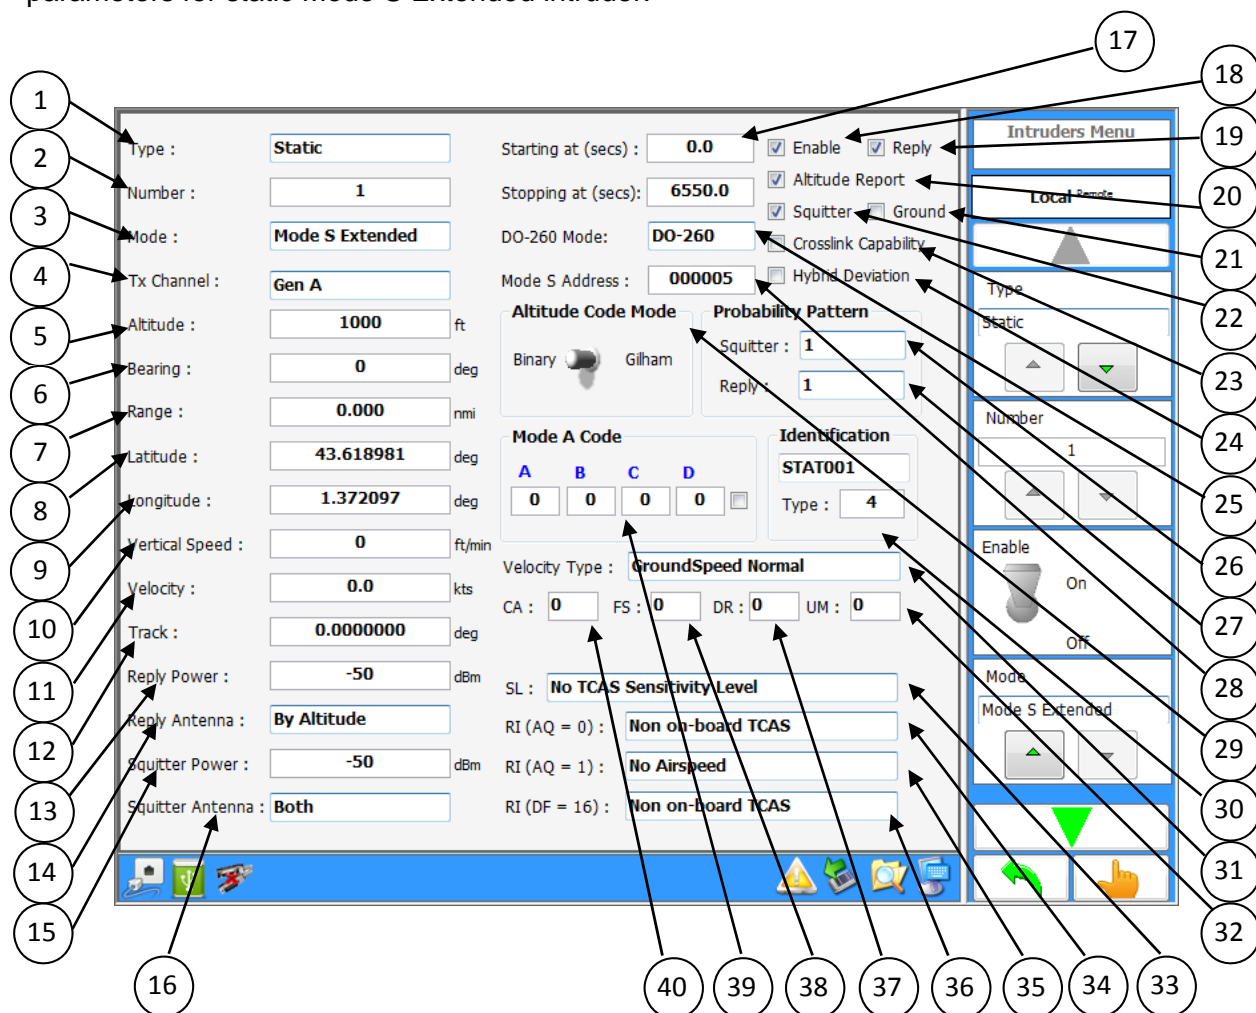 parameters for static Mode S Extended intruder.
17
18
1
Type :
Static
Starting at (secs) :
0.0
Enable
Reply
Intruders Menu
19
2
Number :
1
Stopping at (secs):
6550.0
Altitude Report
Local Remote
20
3
Mode :
Mode S Extended
DO-260 Mode:
DO-260
Squitter
Ground
Crosslink Capability
21
4
Tx Channel :
Gen A
Mode S Address :
000005
Hybrid Deviation
Type
Static
22
5
Altitude :
1000
ft
Altitude Code Mode
Binary
Gilham
Probability Pattern
Squitter :
1
Reply :
1
23
6
Bearing :
0
deg
24
7
Range :
0.000
nmi
Number
1
25
8
Latitude :
43.618981
deg
Mode A Code
A B C D
0 0 0 0
Identification
STAT001
Type :
4
26
9
Longitude :
1.372097
deg
27
10
Vertical Speed :
0
ft/min
Velocity Type :
GroundSpeed Normal
Enable
On
Off
28
11
Velocity :
0.0
kts
CA :
0
FS :
0
DR :
0
UM :
0
29
12
Track :
0.0000000
deg
30
13
Reply Power :
-50
dBm
SL :
No TCAS Sensitivity Level
Mode
Mode S Extended
31
14
Reply Antenna :
By Altitude
RI (AQ = 0) :
Non on-board TCAS
32
15
Squitter Power :
-50
dBm
RI (AQ = 1) :
No Airspeed
Squitter Antenna :
Both
RI (DF = 16) :
Non on-board TCAS
16
40
39
38
37
36
35
34
33